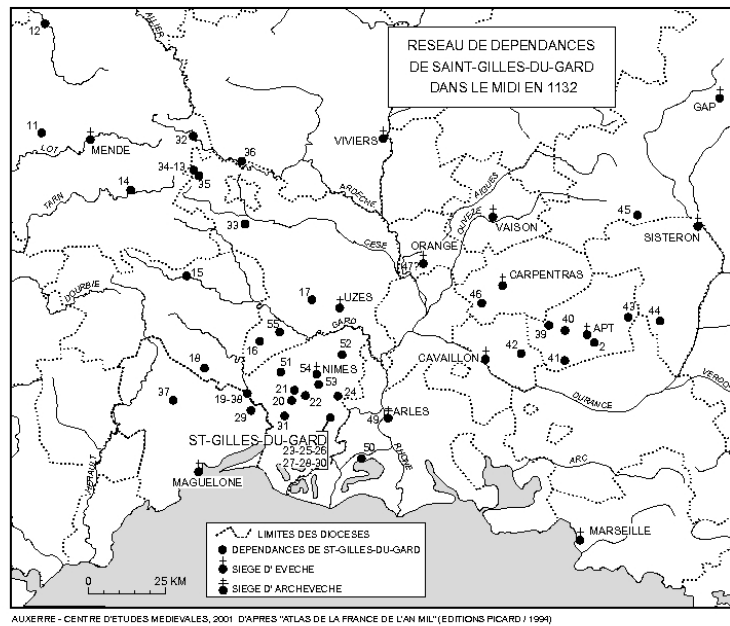 RESEAU DE DEPENDANCES
DE SAINT-GILLES-DU-GARD
DANS LE MIDI EN 1132
12
ALLIER
GAP
11
LOT
MENDE
32
36
VIVIERS
34-13
35
14
TARN
ARDECHE
AIGUES
OUVEZE
VAISON
45
SISTERON
33
CESE
ORANGE
47?
DOURBIE
15
17
UZES
CARPENTRAS
46
GARD
55
16
52
39
40
APT
2
43
44
18
51
54
NIMES
53
CAVAILLON
42
41
VERDON
37
19-38
21
20
22
24
DURANCE
29
31
49
ARLES
ST-GILLES-DU-GARD
23-25-26
27-28-30
50
RHONE
ARC
HERAULT
MAGUELONE
MARSEILLE
LIMITES DES DIOCESES
DEPENDANCES DE ST-GILLES-DU-GARD
SIEGE D' EVECHE
SIEGE D' ARCHEVECHE
0 25 KM
AUXERRE - CENTRE D'ETUDES MEDIEVALES, 2001 D'APRES "ATLAS DE LA FRANCE DE L'AN MIL" (EDITIONS PICARD / 1994)